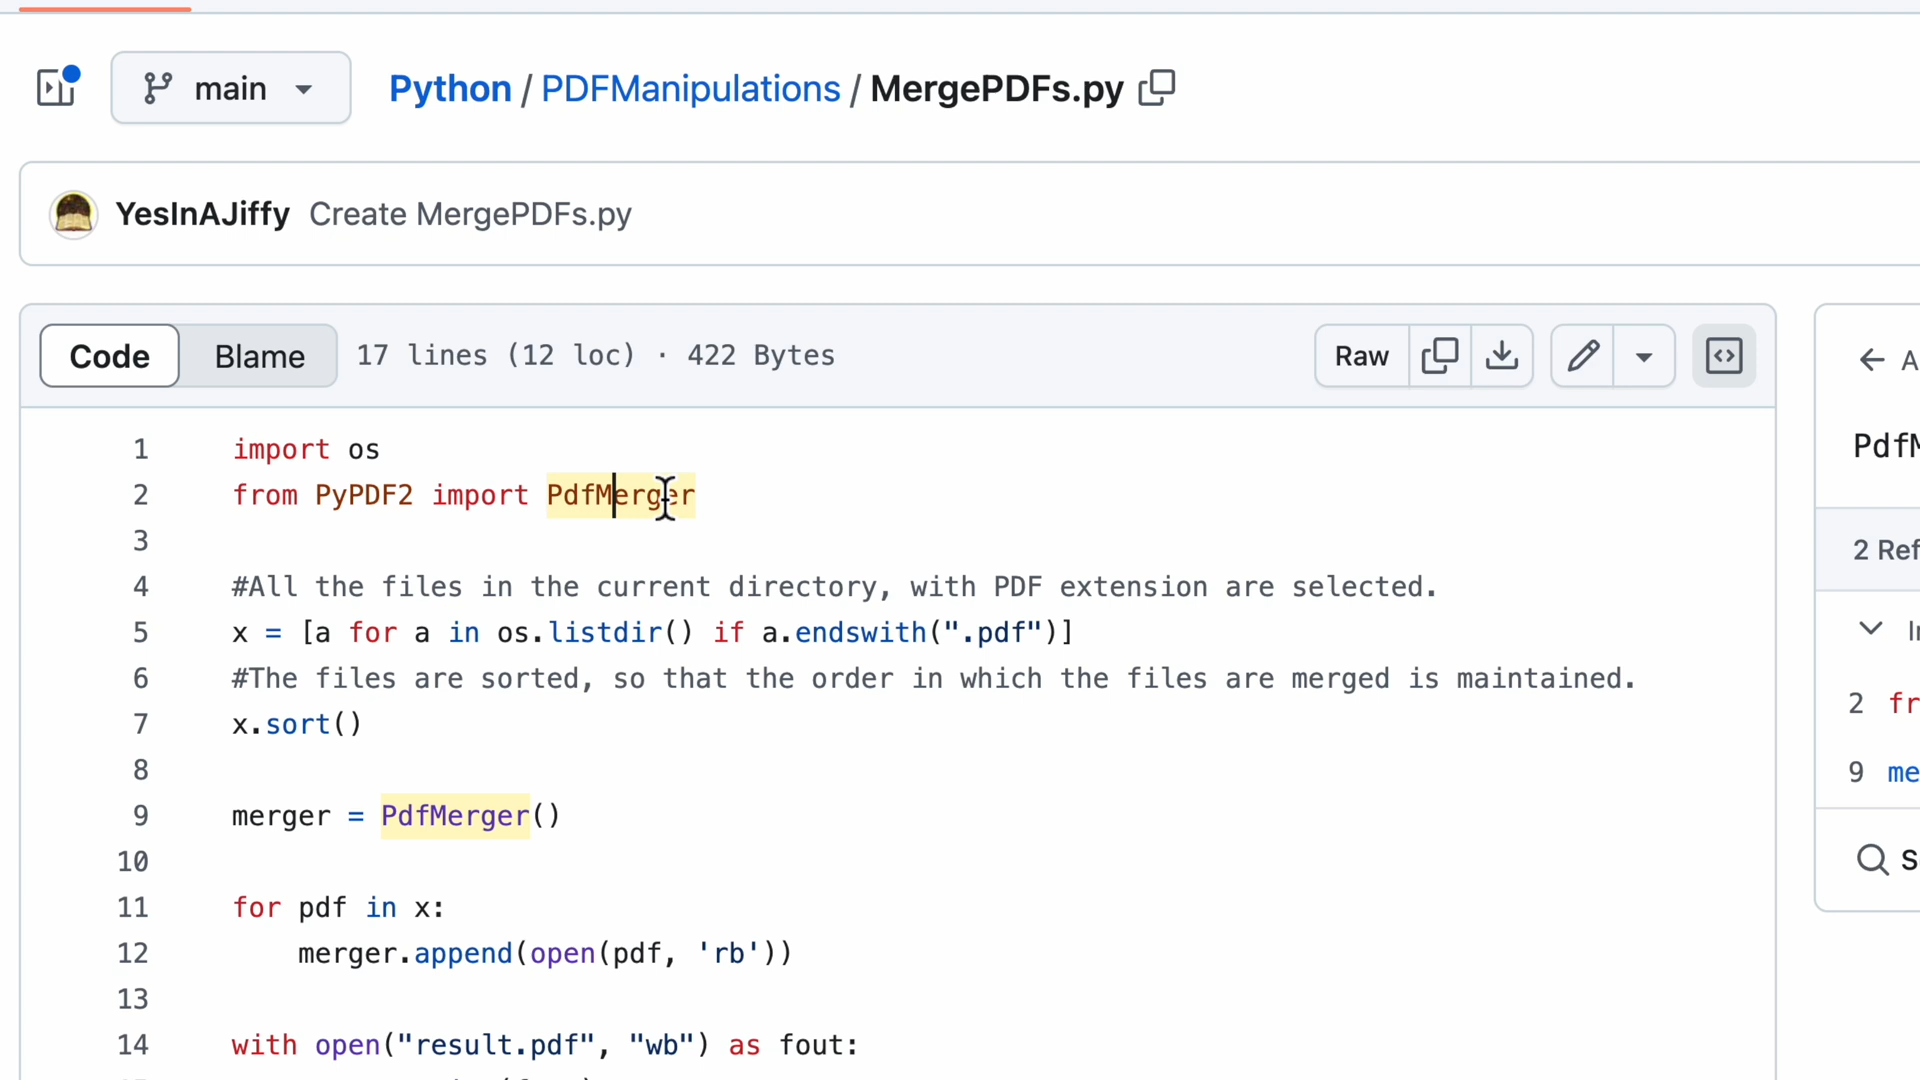 main
Python / PDFManipulations / MergePDFs.py
YesInAJiffy Create MergePDFs.py
Code Blame 17 lines (12 loc) · 422 Bytes Raw
1 import os
2 from PyPDF2 import PdfMerger
3
4 #All the files in the current directory, with PDF extension are selected.
5 x = [a for a in os.listdir() if a.endswith(".pdf")]
6 #The files are sorted, so that the order in which the files are merged is maintained.
7 x.sort()
8
9 merger = PdfMerger()
10
11 for pdf in x:
12     merger.append(open(pdf, 'rb'))
13
14 with open("result.pdf", "wb") as fout:
A
PdfM
2 Ref
In
2 fr
9 me
S